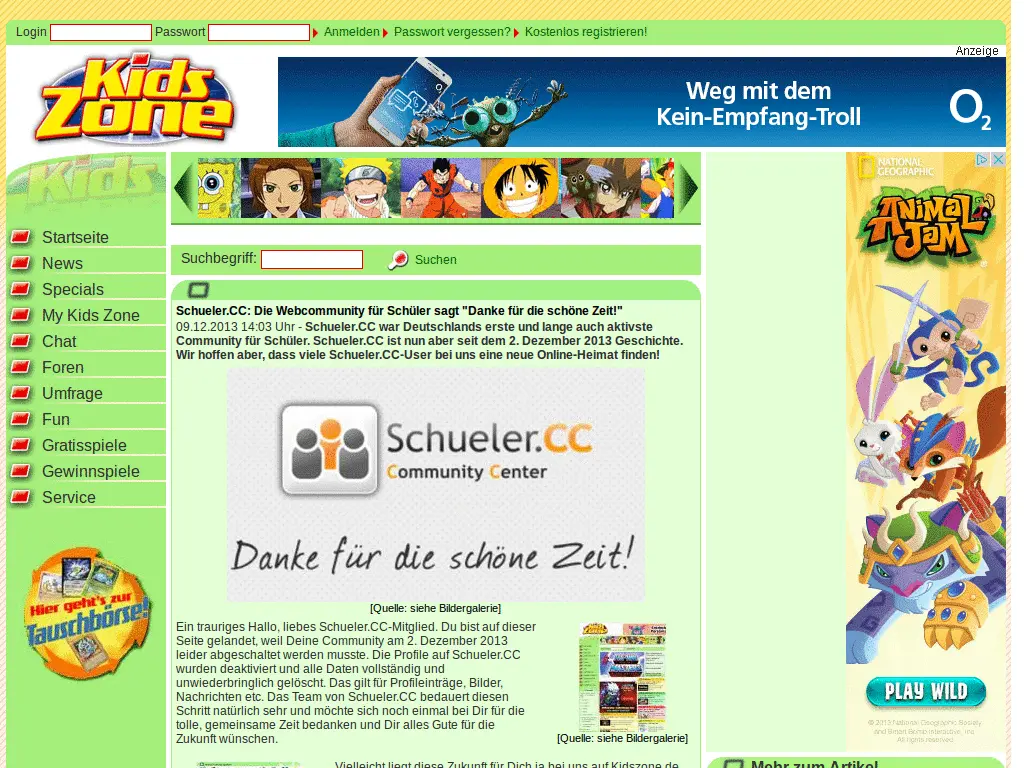 Login Passwort Anmelden Passwort vergessen? Kostenlos registrieren!
Anzeige
Kids Zone
Weg mit dem
Kein-Empfang-Troll
O2
Kids
Startseite
News
Specials
My Kids Zone
Chat
Foren
Umfrage
Fun
Gratisspiele
Gewinnspiele
Service
Hier geht's zur
Tauschbörse!
Suchbegriff: Suchen
Schueler.CC: Die Webcommunity für Schüler sagt "Danke für die schöne Zeit!"
09.12.2013 14:03 Uhr - Schueler.CC war Deutschlands erste und lange auch aktivste
Community für Schüler. Schueler.CC ist nun aber seit dem 2. Dezember 2013 Geschichte.
Wir hoffen aber, dass viele Schueler.CC-User bei uns eine neue Online-Heimat finden!
Schueler.CC
Community Center
Danke für die schöne Zeit!
[Quelle: siehe Bildergalerie]
Ein trauriges Hallo, liebes Schueler.CC-Mitglied. Du bist auf dieser
Seite gelandet, weil Deine Community am 2. Dezember 2013
leider abgeschaltet werden musste. Die Profile auf Schueler.CC
wurden deaktiviert und alle Daten vollständig und
unwiederbringlich gelöscht. Das gilt für Profileinträge, Bilder,
Nachrichten etc. Das Team von Schueler.CC bedauert diesen
Schritt natürlich sehr und möchte sich noch einmal bei Dir für die
tolle, gemeinsame Zeit bedanken und Dir alles Gute für die
Zukunft wünschen.
[Quelle: siehe Bildergalerie]
Vielleicht liegt diese Zukunft für Dich ja bei uns auf Kidszone.de
NATIONAL
GEOGRAPHIC
ANIMAL
JAM
PLAY WILD
© 2015 National Geographic Society
and Smart Bomb Interactive, Inc.
All rights reserved.
Mehr zum Artikel